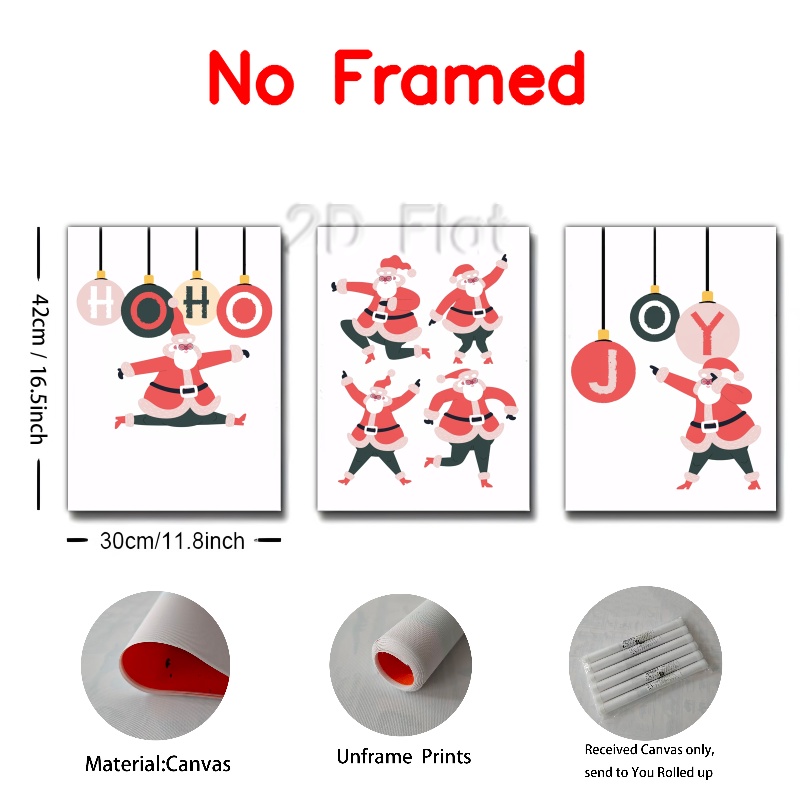 No Framed
2D Flat
42cm / 16.5inch
HOHO
JOY
30cm/11.8inch
Material:Canvas
Unframe Prints
Received Canvas only,
send to You Rolled up